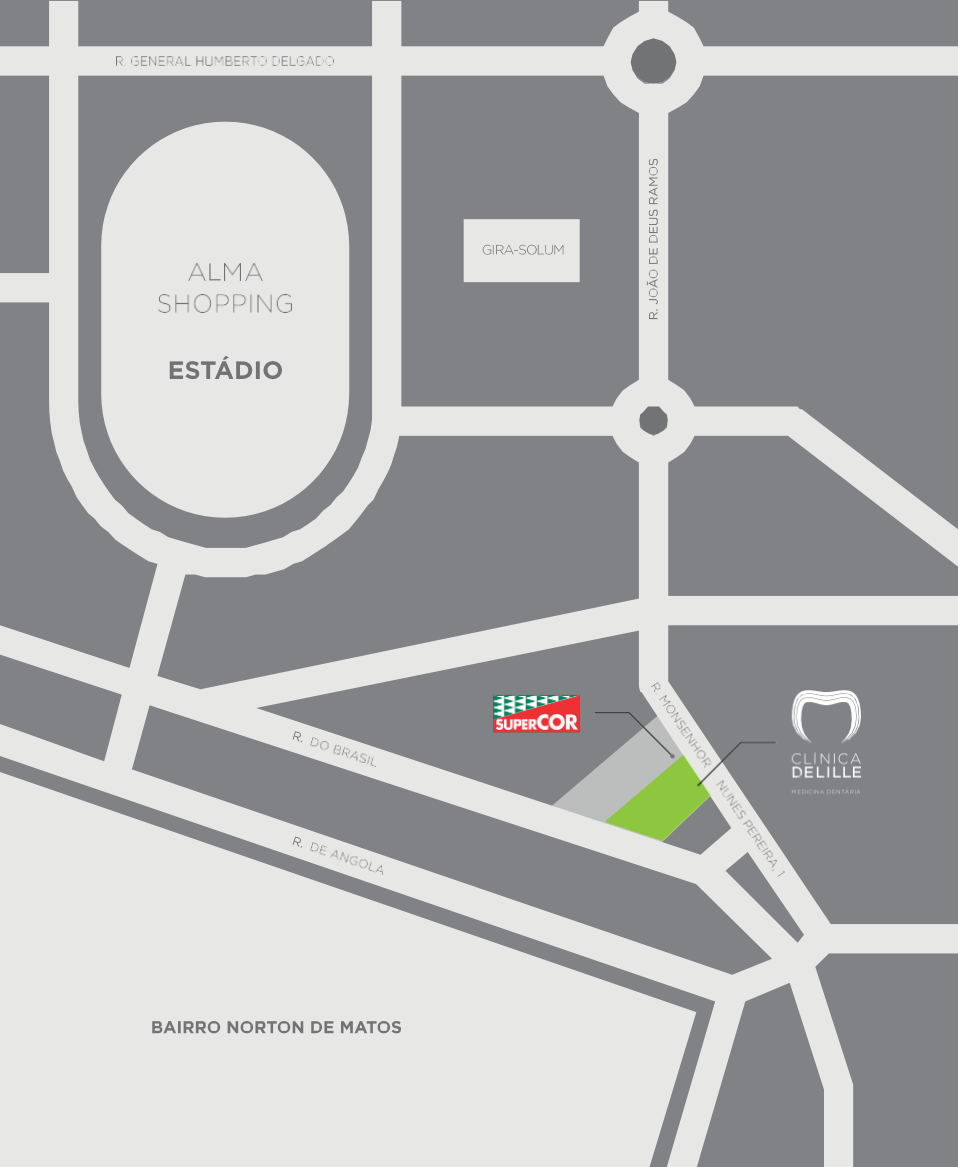 R. GENERAL HUMBERTO DELGADO
R. JOÃO DE DEUS RAMOS
GIRA-SOLUM
ALMA
SHOPPING
ESTÁDIO
SUPERCOR
R. MONSENHOR NUNES PEREIRA, 1
CLÍNICA
DELILLE
MEDICINA DENTÁRIA
R. DO BRASIL
R. DE ANGOLA
BAIRRO NORTON DE MATOS